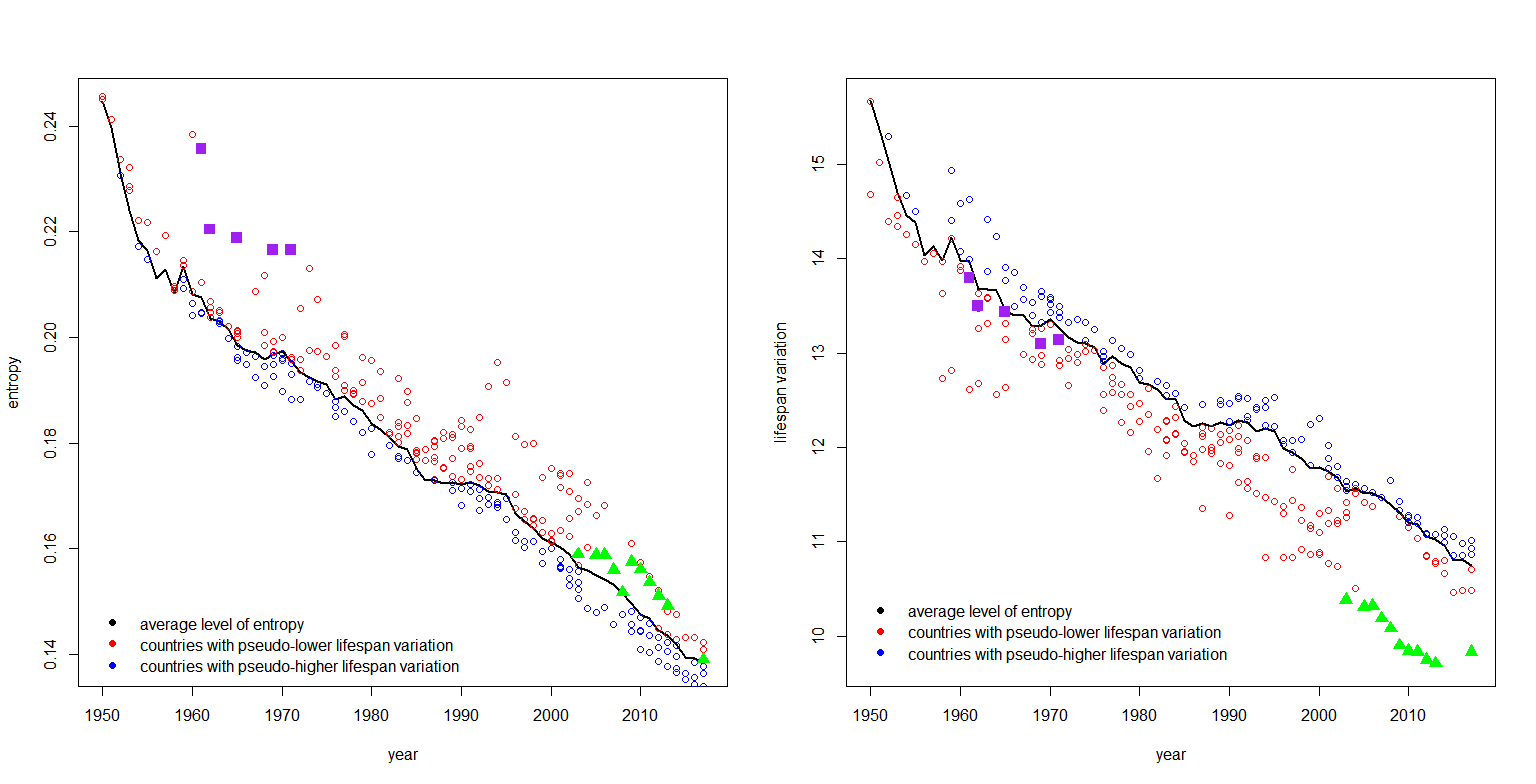 entropy
0.24
0.22
0.20
0.18
0.16
0.14
average level of entropy
countries with pseudo-lower lifespan variation
countries with pseudo-higher lifespan variation
1950 1960 1970 1980 1990 2000 2010
year
lifespan variation
15
14
13
12
11
10
average level of entropy
countries with pseudo-lower lifespan variation
countries with pseudo-higher lifespan variation
1950 1960 1970 1980 1990 2000 2010
year